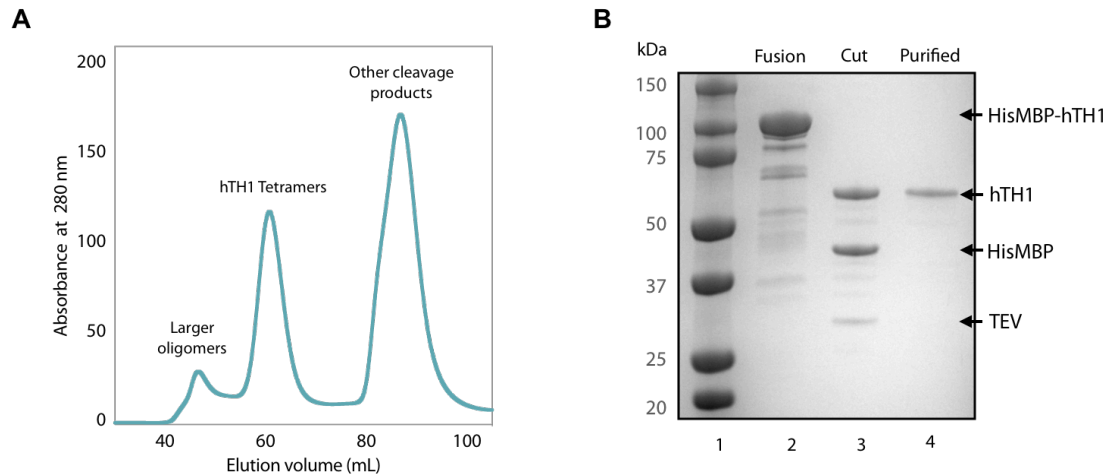 A
200
150
100
50
0
Absorbance at 280 nm
Larger
oligomers
hTH1 Tetramers
Other cleavage
products
40
60
80
100
Elution volume (mL)
B
kDa
Fusion
Cut
Purified
150
100
75
50
37
25
20
HisMBP-hTH1
hTH1
HisMBP
TEV
1
2
3
4